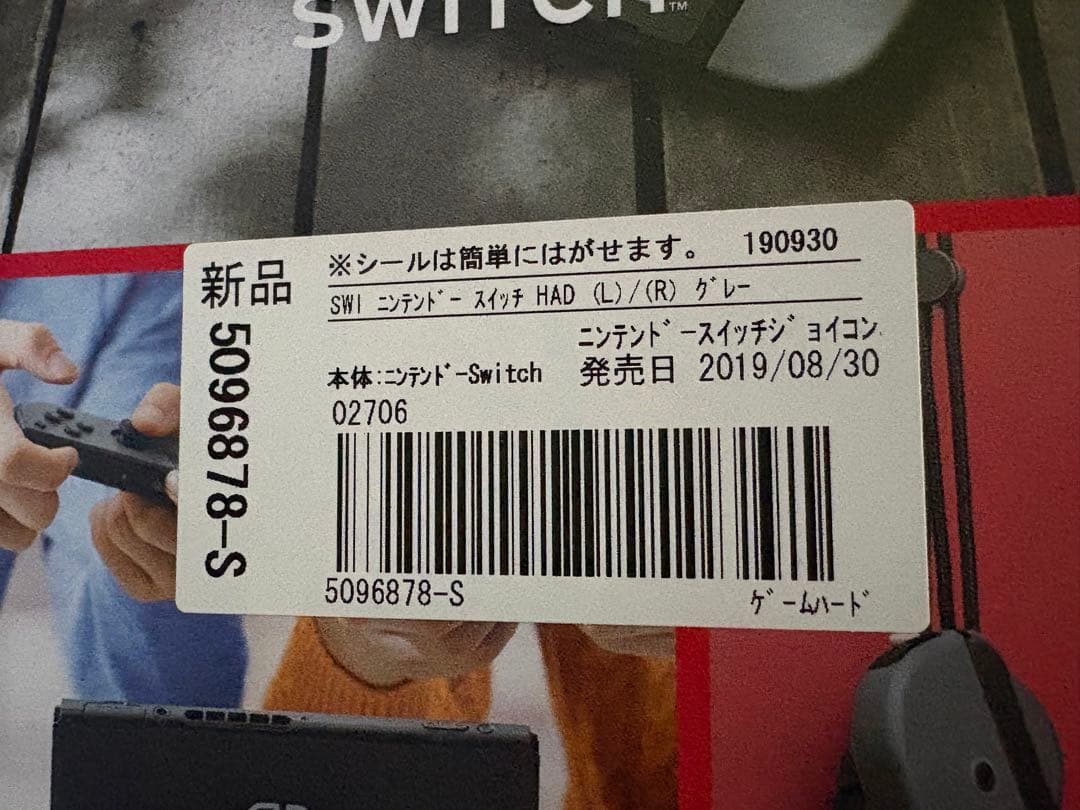 SWITCH™
新品
※シールは簡単にはがせます。 190930
SWI ニンテンドー スイッチ HAD (L)/(R) グレー
ニンテンドースイッチジョイコン
本体:ニンテンドーSwitch 発売日 2019/08/30
02706
5096878-S
5096878-S
ゲームハード